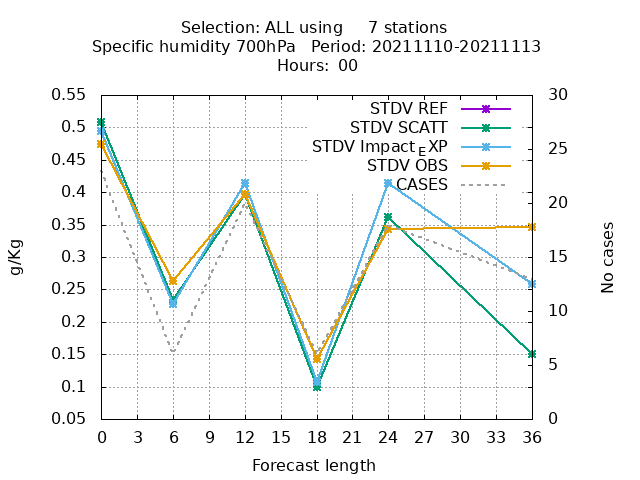 Selection: ALL using 7 stations
Specific humidity 700hPa Period: 20211110-20211113
Hours: 00
STDV REF
STDV SCATT
STDV Impact_EXP
STDV OBS
CASES
0.55
0.5
0.45
0.4
0.35
0.3
0.25
0.2
0.15
0.1
0.05
g/Kg
30
25
20
15
10
5
0
No cases
0 3 6 9 12 15 18 21 24 27 30 33 36
Forecast length